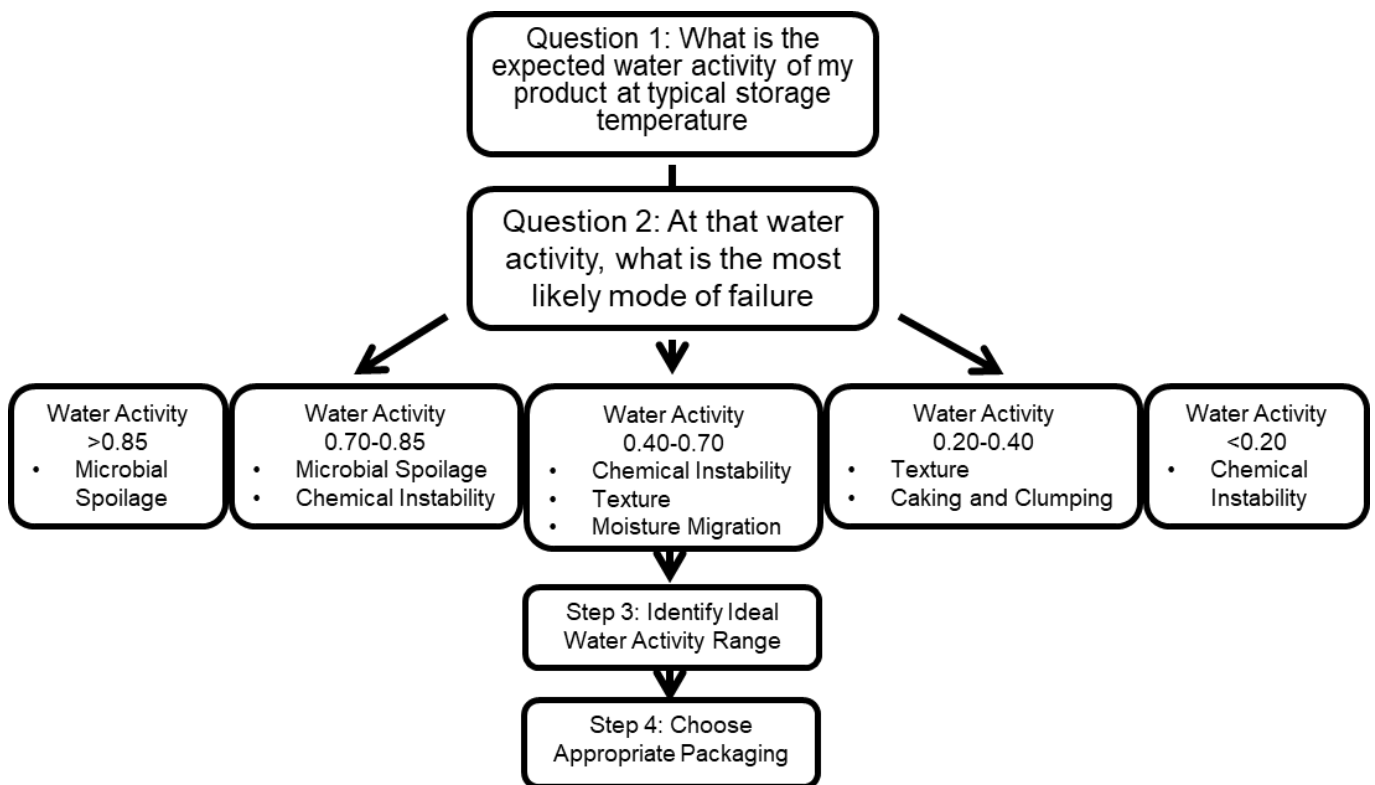 Question 1: What is the
expected water activity of my
product at typical storage
temperature
Question 2: At that water
activity, what is the most
likely mode of failure
Water Activity
>0.85
• Microbial
Spoilage
Water Activity
0.70-0.85
• Microbial Spoilage
• Chemical Instability
Water Activity
0.40-0.70
• Chemical Instability
• Texture
• Moisture Migration
Water Activity
0.20-0.40
• Texture
• Caking and Clumping
Water Activity
<0.20
• Chemical
Instability
Step 3: Identify Ideal
Water Activity Range
Step 4: Choose
Appropriate Packaging